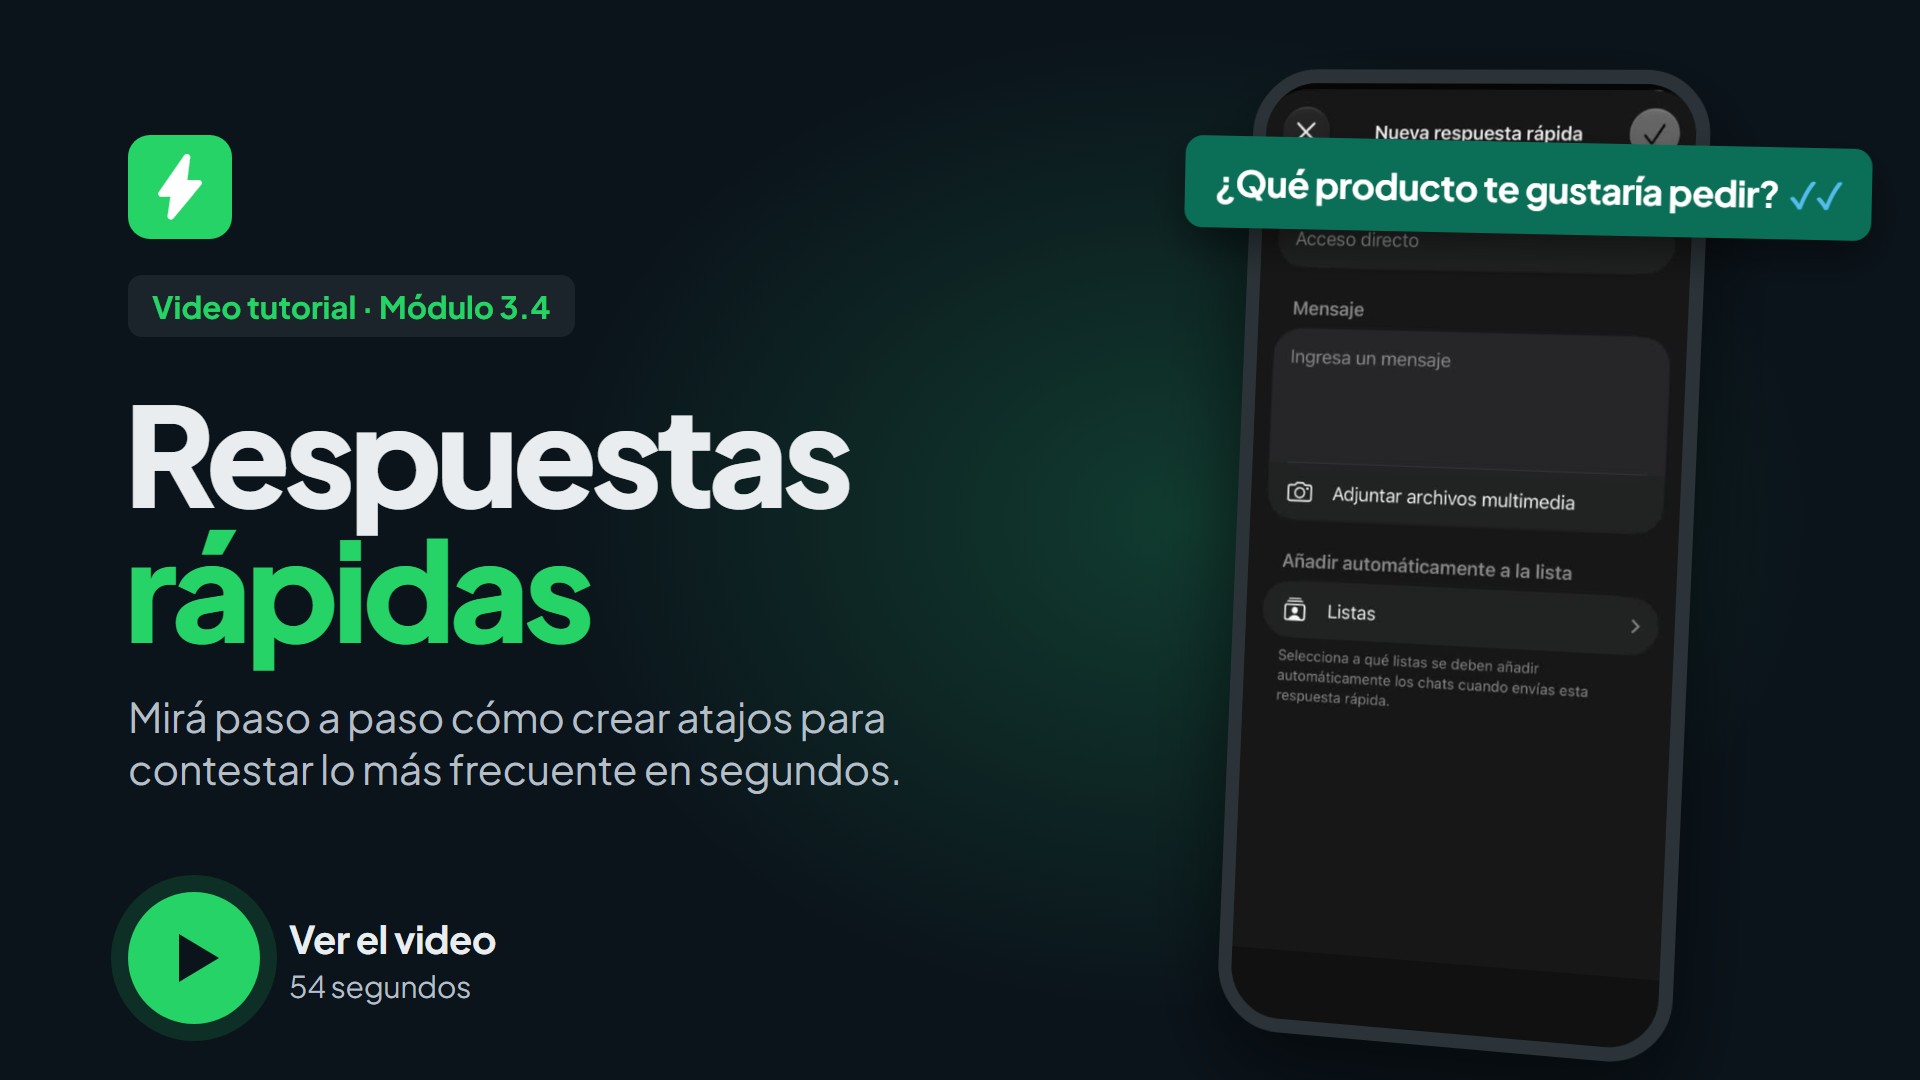 Video tutorial · Módulo 3.4
Respuestas
rápidas
Mirá paso a paso cómo crear atajos para
contestar lo más frecuente en segundos.
Ver el video
54 segundos
Nueva respuesta rápida
¿Qué producto te gustaría pedir?
Acceso directo
Mensaje
Ingresa un mensaje
Adjuntar archivos multimedia
Añadir automáticamente a la lista
Listas
Selecciona a qué listas se deben añadir
automáticamente los chats cuando envías esta
respuesta rápida.